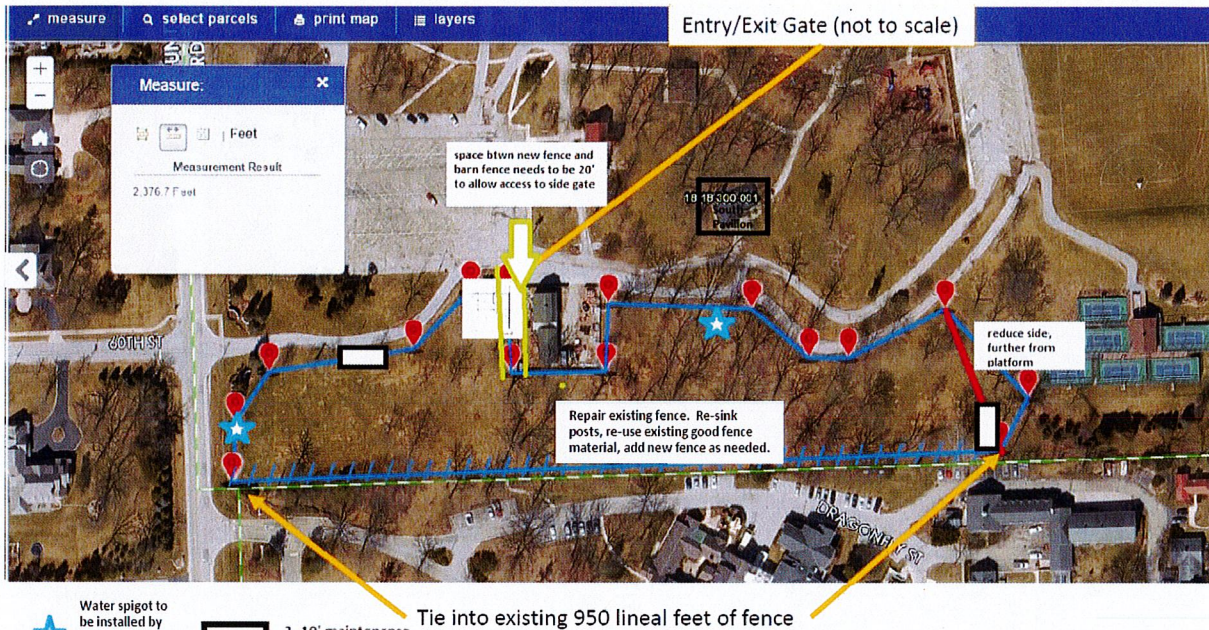 measure
select parcels
print map
layers
Entry/Exit Gate (not to scale)
Measure:
Feet
Measurement Result
2,376.7 Feet
space btwn new fence and
barn fence needs to be 20'
to allow access to side gate
18 18 300 001
South
Pavilion
60TH ST
reduce side,
further from
platform
Repair existing fence. Re-sink
posts, re-use existing good fence
material, add new fence as needed.
DRAGONFLY ST
Tie into existing 950 lineal feet of fence
Water spigot to
be installed by